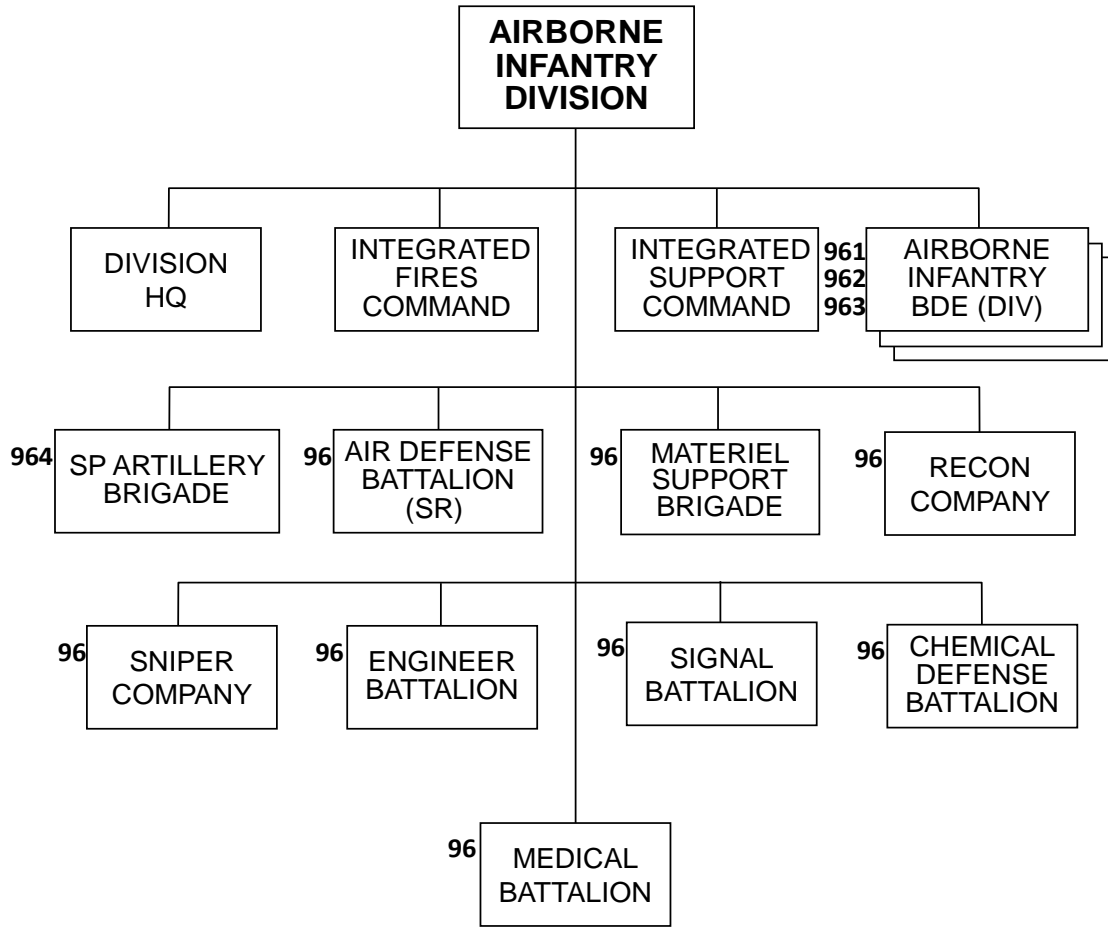 AIRBORNE
INFANTRY
DIVISION
DIVISION
HQ
INTEGRATED
FIRES
COMMAND
INTEGRATED
SUPPORT
COMMAND
961
962
963
AIRBORNE
INFANTRY
BDE (DIV)
964
SP ARTILLERY
BRIGADE
96
AIR DEFENSE
BATTALION
(SR)
96
MATERIEL
SUPPORT
BRIGADE
96
RECON
COMPANY
96
SNIPER
COMPANY
96
ENGINEER
BATTALION
96
SIGNAL
BATTALION
96
CHEMICAL
DEFENSE
BATTALION
96
MEDICAL
BATTALION